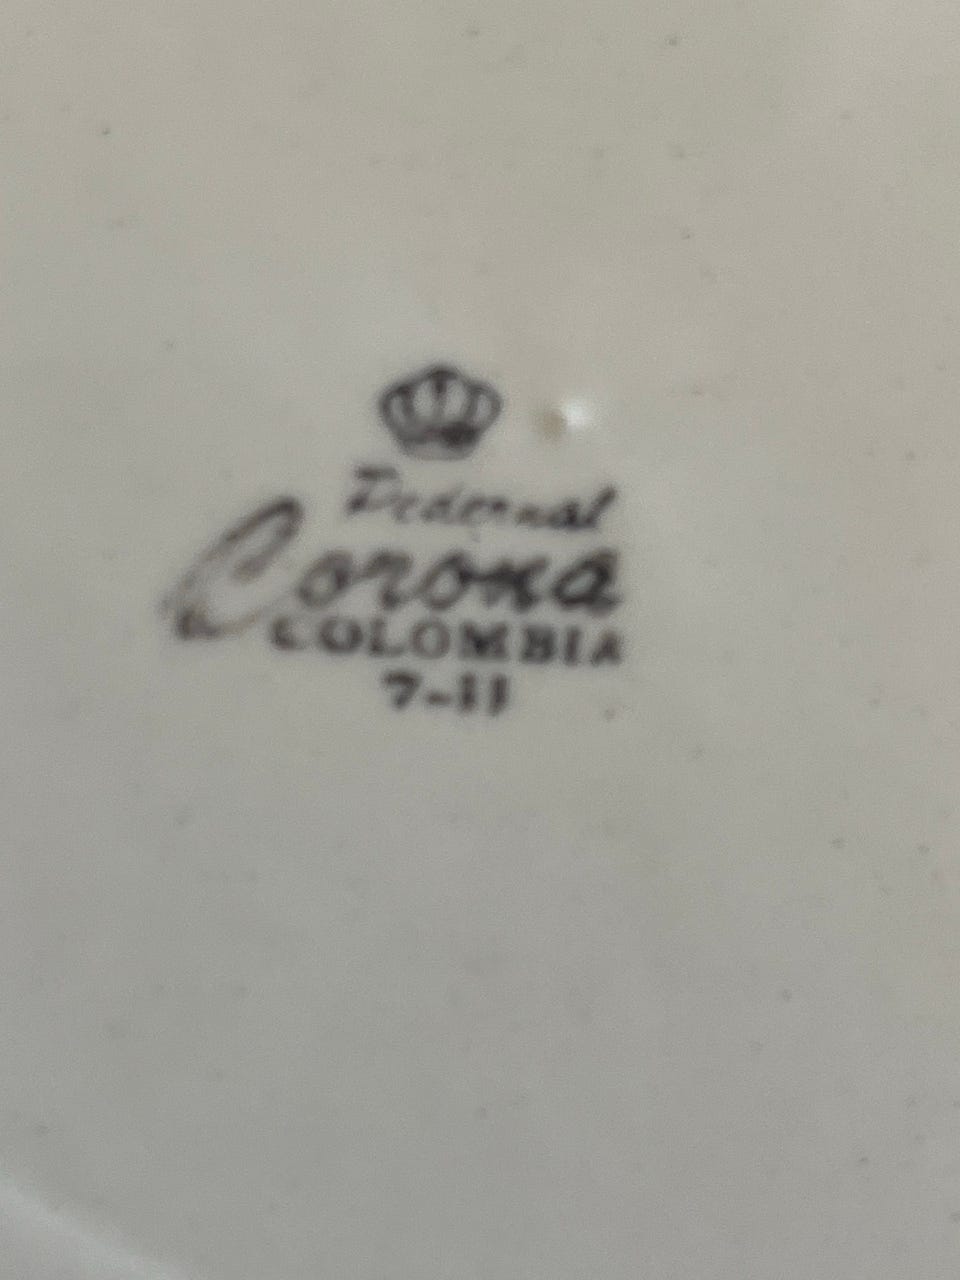 Pedernal
Corona
COLOMBIA
7-11